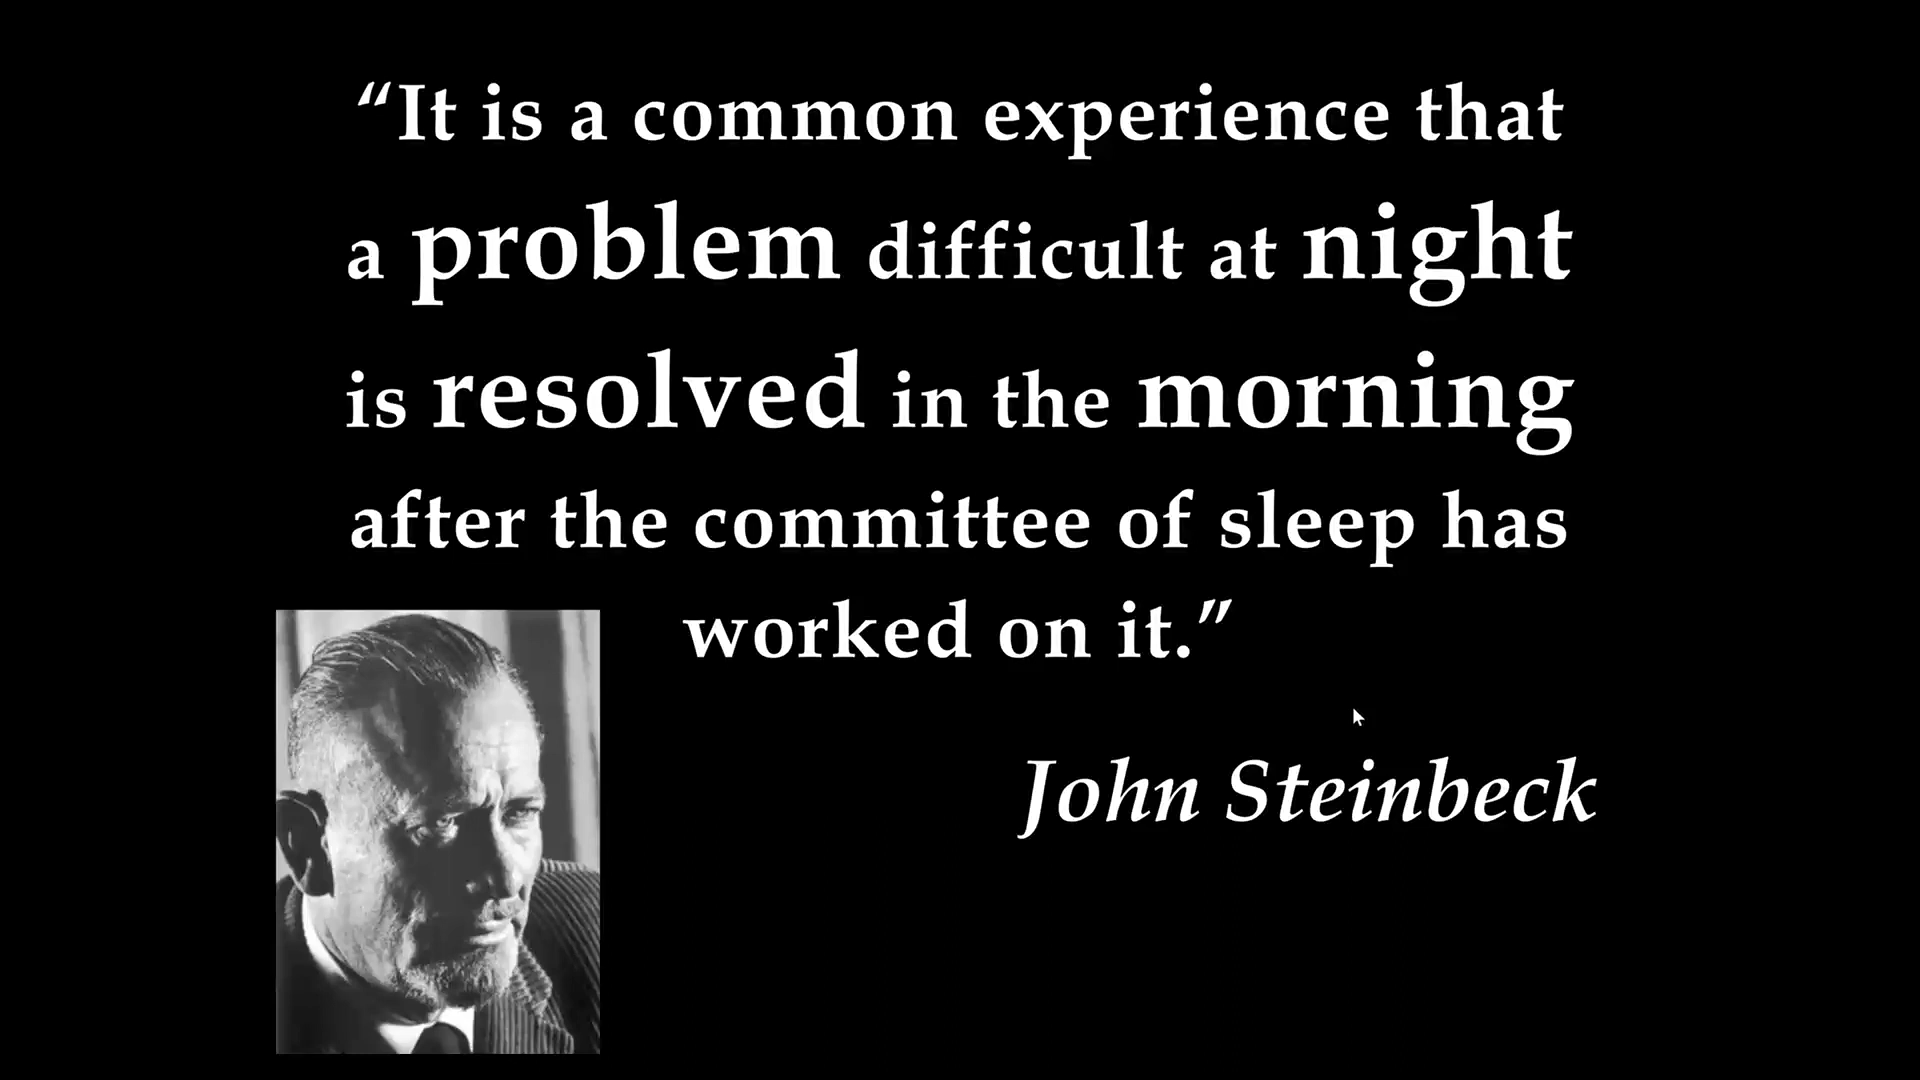 “It is a common experience that
a problem difficult at night
is resolved in the morning
after the committee of sleep has
worked on it.”
John Steinbeck